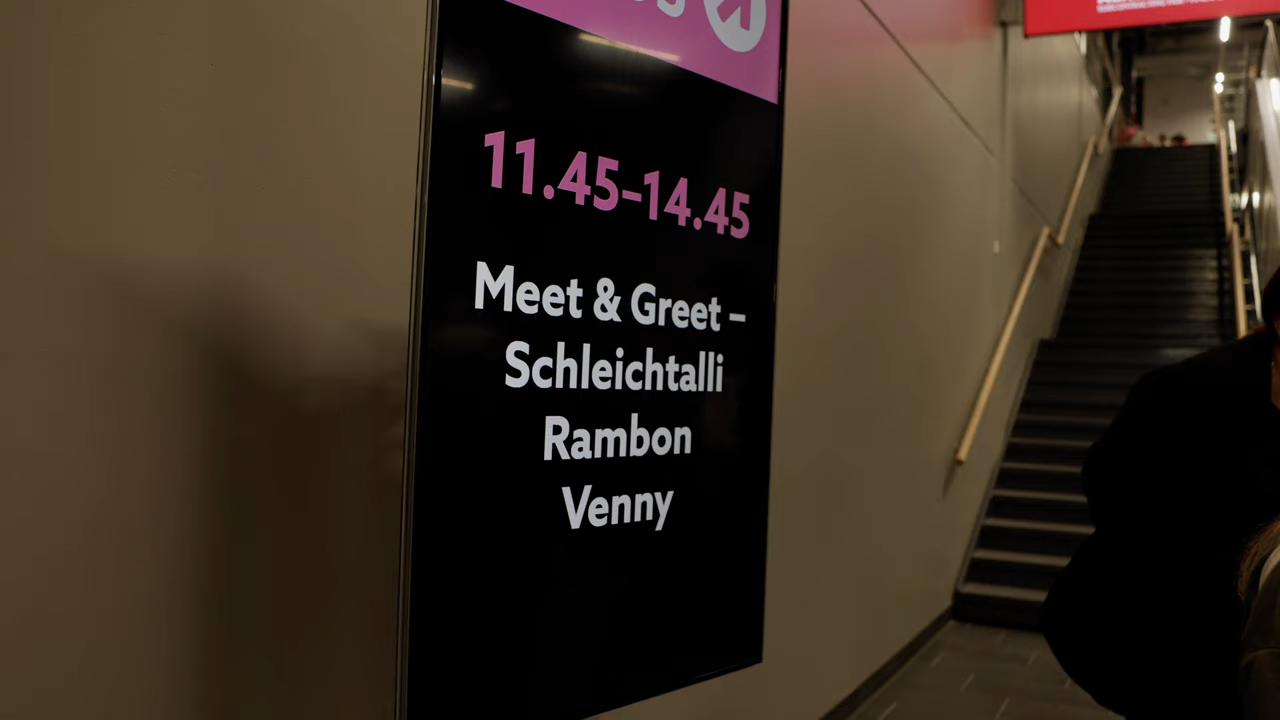 11.45–14.45
Meet & Greet –
Schleichtalli
Rambon
Venny